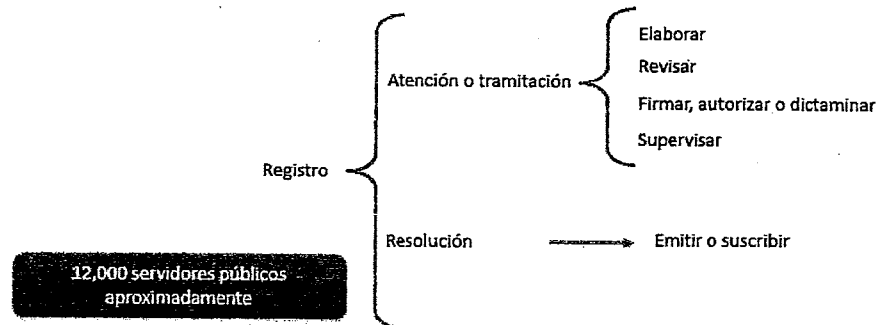 Elaborar
Revisar
Atención o tramitación
Firmar, autorizar o dictaminar
Supervisar
Registro
Resolución
Emitir o suscribir
12,000 servidores públicos
aproximadamente